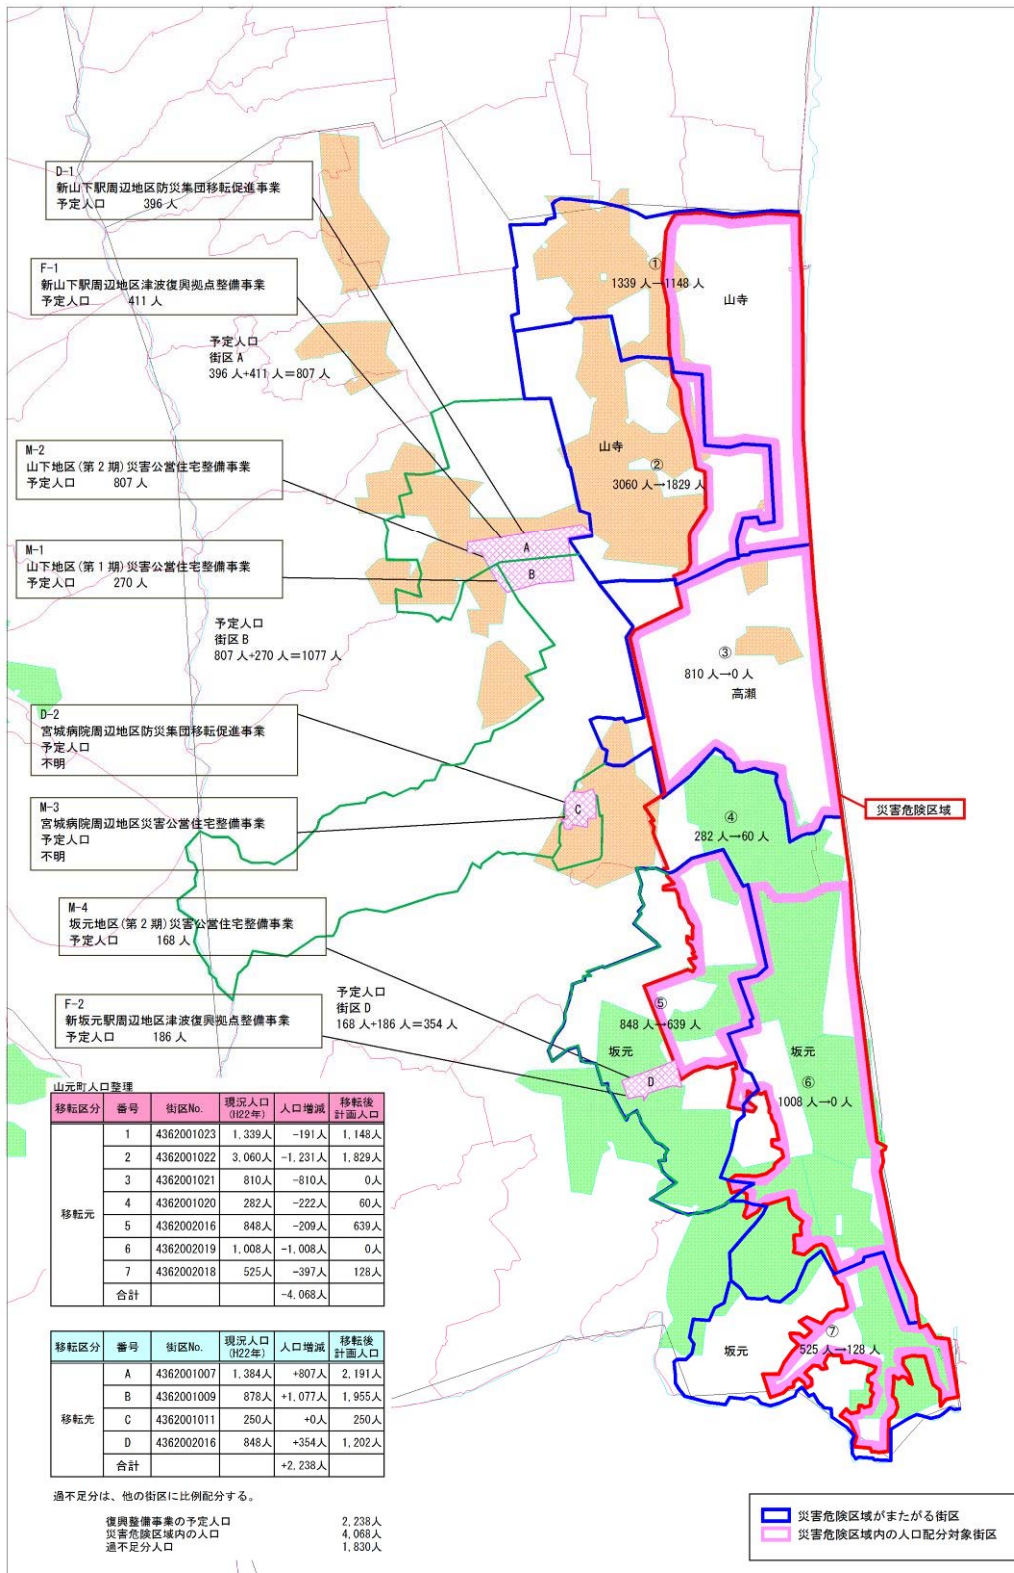 D-1
新山下駅周辺地区防災集団移転促進事業
予定人口 396 人
F-1
新山下駅周辺地区津波復興拠点整備事業
予定人口 411 人
予定人口
街区 A
396 人+411 人=807 人
M-2
山下地区(第 2 期)災害公営住宅整備事業
予定人口 807 人
M-1
山下地区(第 1 期)災害公営住宅整備事業
予定人口 270 人
予定人口
街区 B
807 人+270 人=1077 人
D-2
宮城病院周辺地区防災集団移転促進事業
予定人口
不明
M-3
宮城病院周辺地区災害公営住宅整備事業
予定人口
不明
M-4
坂元地区(第 2 期)災害公営住宅整備事業
予定人口 168 人
F-2
新坂元駅周辺地区津波復興拠点整備事業
予定人口 186 人
予定人口
街区 D
168 人+186 人=354 人
①
1339 人→1148 人
山寺
山寺
②
3060 人→1829 人
A
B
③
810 人→0 人
高瀬
C
災害危険区域
④
282 人→60 人
⑤
848 人→639 人
坂元
D
坂元
⑥
1008 人→0 人
⑦
525 人→128 人
坂元
山元町人口整理
移転区分 番号 街区No. 現況人口(H22年) 人口増減 移転後計画人口
移転元
1 4362001023 1,339人 -191人 1,148人
2 4362001022 3,060人 -1,231人 1,829人
3 4362001021 810人 -810人 0人
4 4362001020 282人 -222人 60人
5 4362002016 848人 -209人 639人
6 4362002019 1,008人 -1,008人 0人
7 4362002018 525人 -397人 128人
合計 -4,068人
移転区分 番号 街区No. 現況人口(H22年) 人口増減 移転後計画人口
移転先
A 4362001007 1,384人 +807人 2,191人
B 4362001009 878人 +1,077人 1,955人
C 4362001011 250人 +0人 250人
D 4362002016 848人 +354人 1,202人
合計 +2,238人
過不足分は、他の街区に比例配分する。
復興整備事業の予定人口 2,238人
災害危険区域内の人口 4,068人
過不足分人口 1,830人
災害危険区域がまたがる街区
災害危険区域内の人口配分対象街区